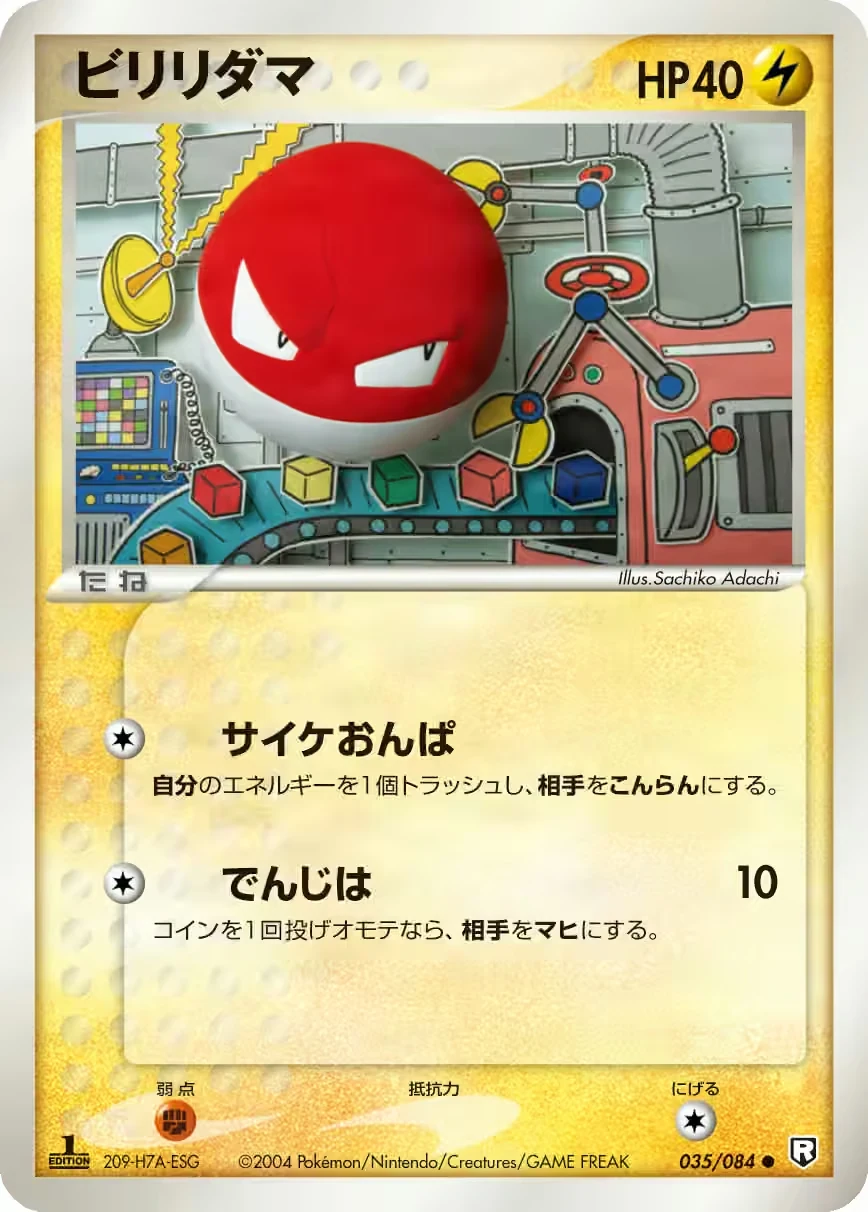 ビリリダマ HP40
たね Illus.Sachiko Adachi
サイケおんぱ
自分のエネルギーを1個トラッシュし、相手をこんらんにする。
でんじは 10
コインを1回投げオモテなら、相手をマヒにする。
弱点 抵抗力 にげる
1 EDITION 209-H7A-ESG ©2004 Pokémon/Nintendo/Creatures/GAME FREAK 035/084 ● R